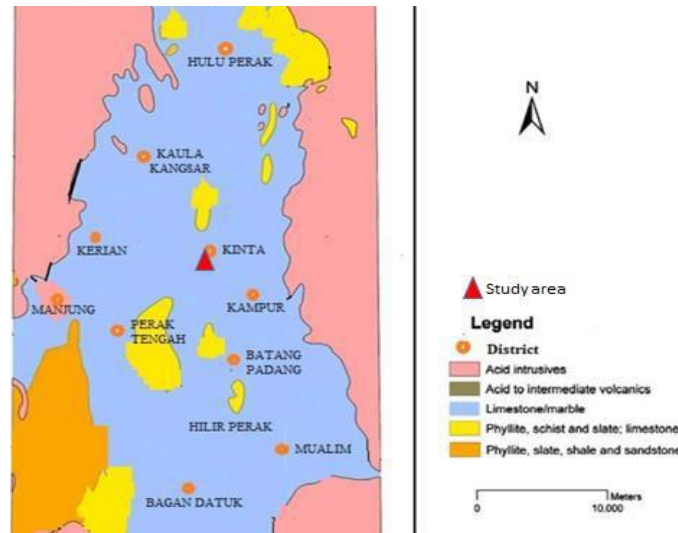 HULU PERAK
KAULA
KANGSAR
KERIAN
KINTA
MANJUNG
KAMPUR
PERAK
TENGAH
BATANG
PADANG
HILIR PERAK
MUALIM
BAGAN DATUK
N
Study area
Legend
District
Acid intrusives
Acid to intermediate volcanics
Limestone/marble
Phyllite, schist and slate; limestone
Phyllite, slate, shale and sandstone
0 10,000
Meters